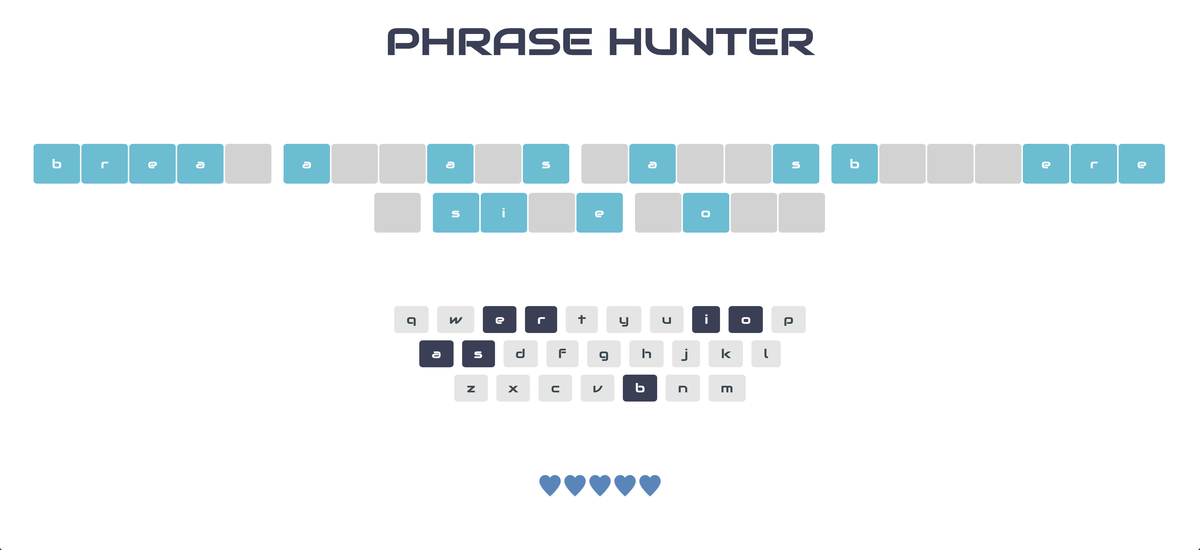 PHRASE HUNTER
b r e a a a s a s b e r e
s i e o
q w e r t y u i o p
a s d f g h j k l
z x c v b n m